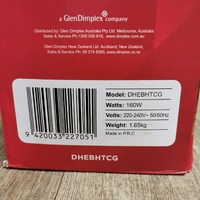 a GlenDimplex company
Distributed by: Glen Dimplex Australia Pty Ltd. Melbourne, Australia
Sales & Service Ph 1300 556 816, www.glendimplex.com.au
Glen Dimplex New Zealand Ltd. Auckland, New Zealand,
Sales & Service Ph: 09 274 8265, www.glendimplex.co.nz
Model: DHEBHTCG
Watts: 160W
Volts: 220-240V~ 50/60Hz
Weight: 1.65kg
Made in P.R.C
9 420033 227051
DHEBHTCG